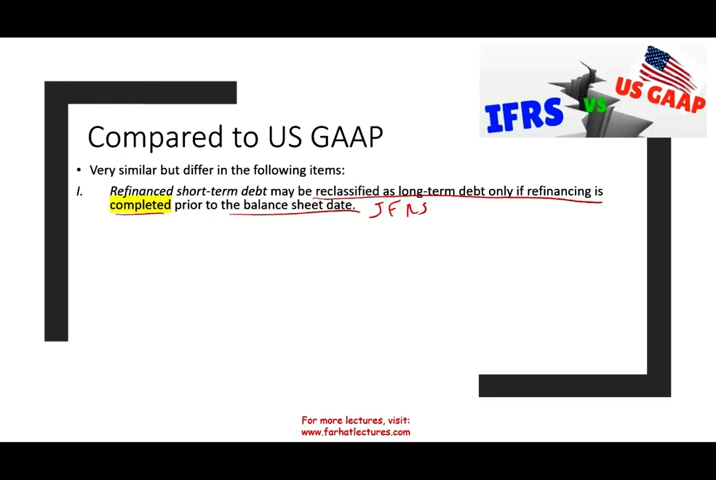 IFRS VS US GAAP
Compared to US GAAP
• Very similar but differ in the following items:
I. Refinanced short-term debt may be reclassified as long-term debt only if refinancing is
completed prior to the balance sheet date. IFRS
For more lectures, visit:
www.farhatlectures.com